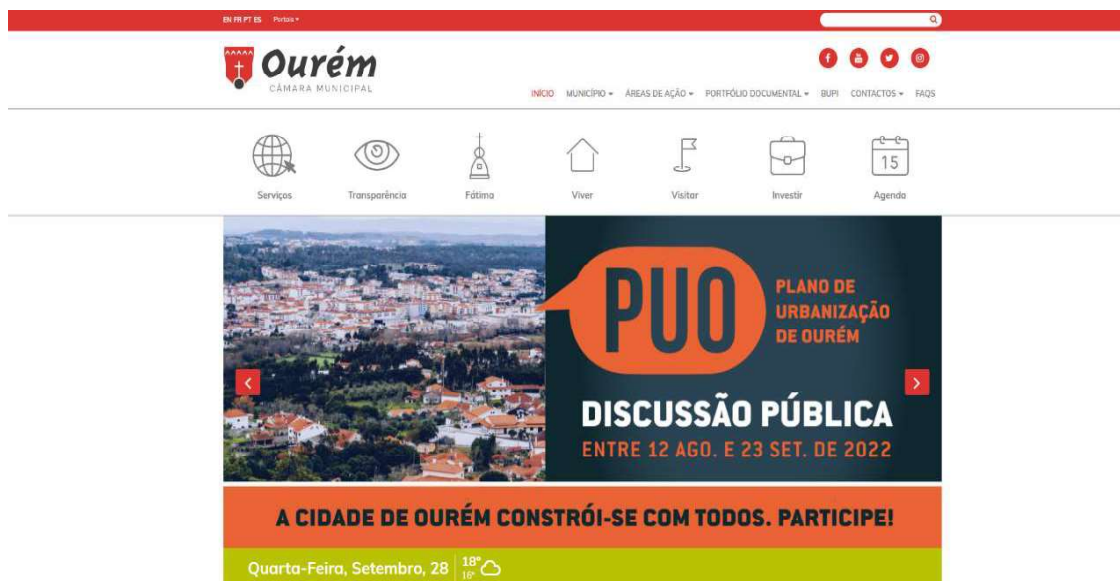 EN FR PT ES Portais
Ourém
CÂMARA MUNICIPAL
INÍCIO MUNICÍPIO ÁREAS DE AÇÃO PORTFÓLIO DOCUMENTAL BUPI CONTACTOS FAQS
15
Serviços Transparência Fátima Viver Visitar Investir Agenda
PUO
PLANO DE
URBANIZAÇÃO
DE OURÉM
DISCUSSÃO PÚBLICA
ENTRE 12 AGO. E 23 SET. DE 2022
A CIDADE DE OURÉM CONSTRÓI-SE COM TODOS. PARTICIPE!
Quarta-Feira, Setembro, 28 18°
16°